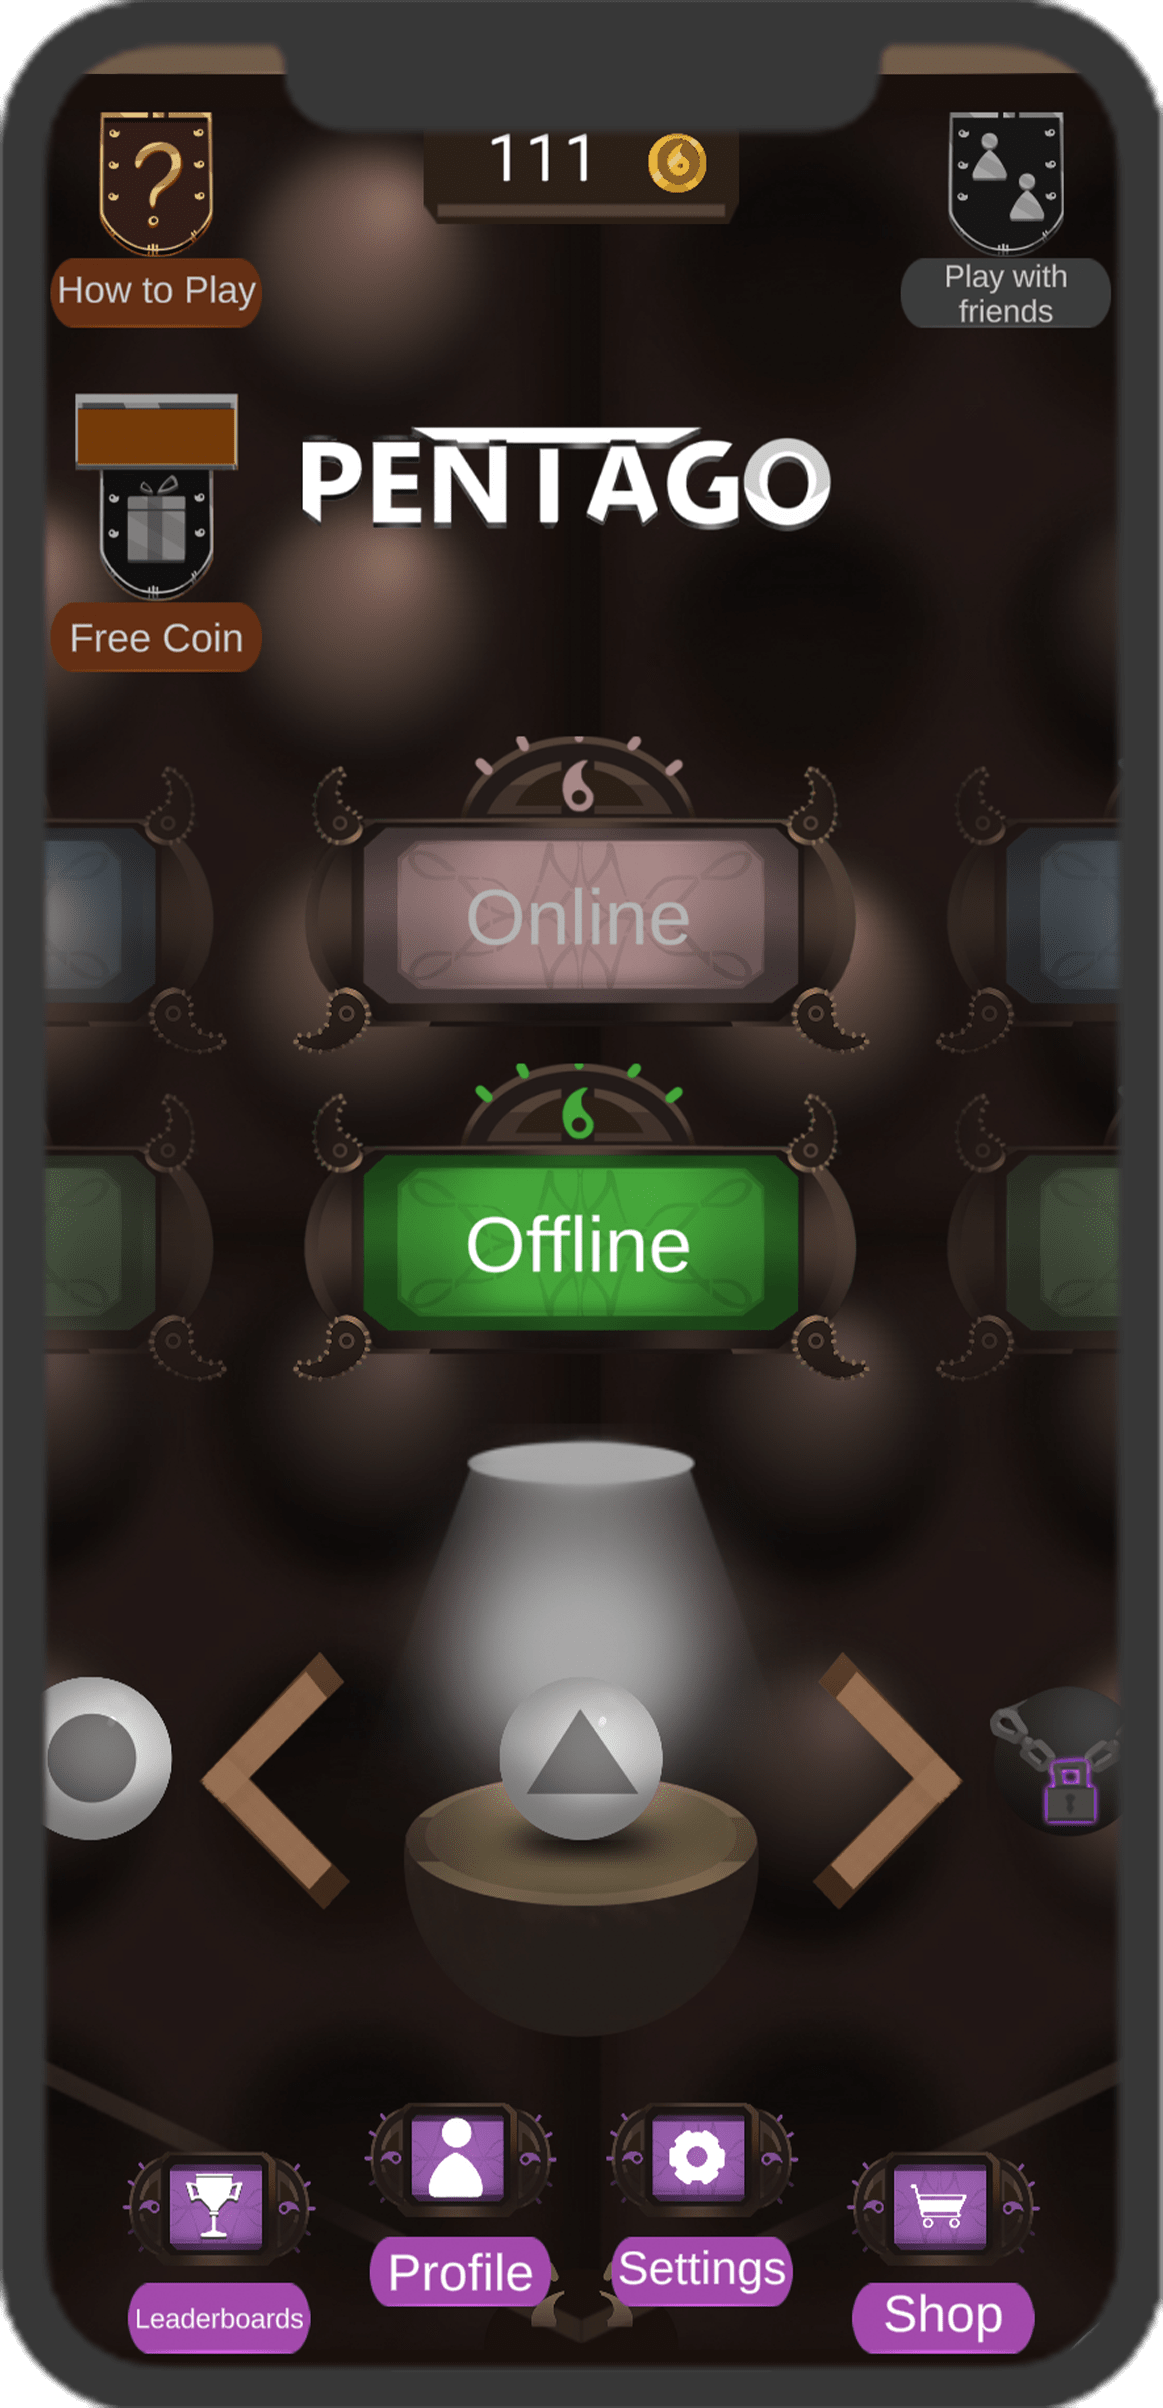 111
How to Play
Play with
friends
PENTAGO
Free Coin
Online
Offline
Profile
Settings
Leaderboards
Shop